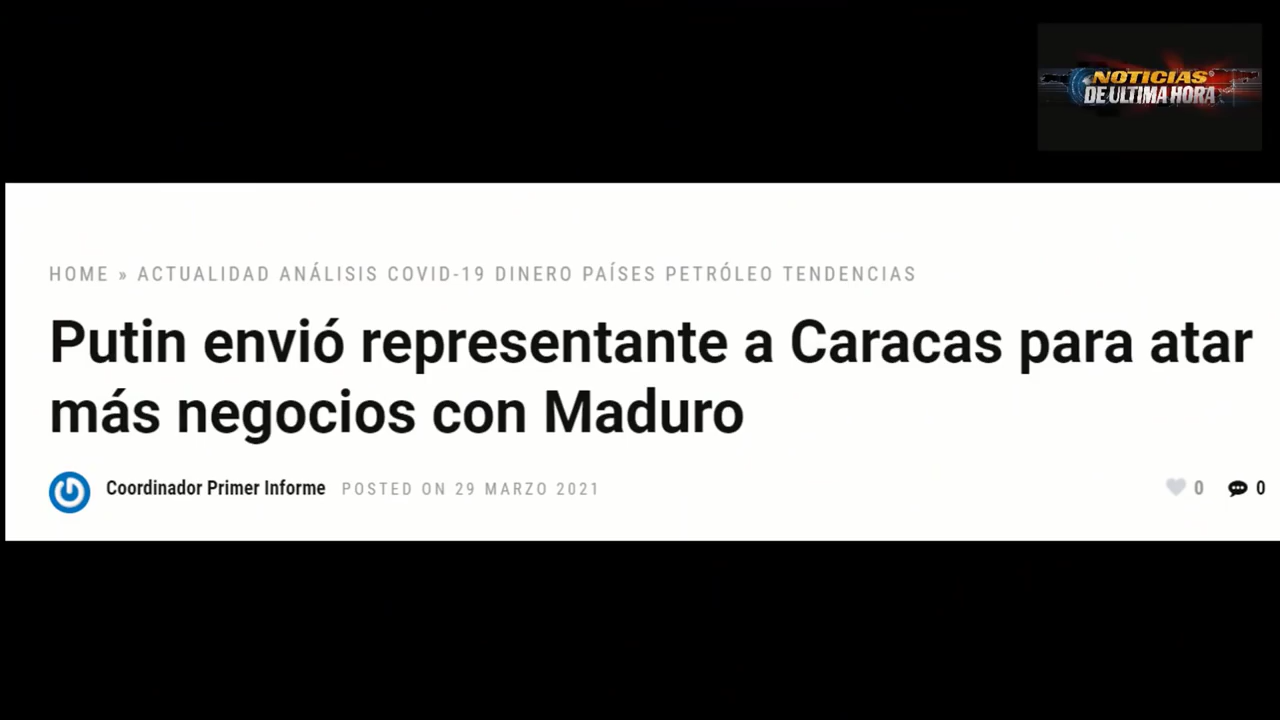 NOTICIAS
DE ULTIMA HORA
HOME » ACTUALIDAD ANÁLISIS COVID-19 DINERO PAÍSES PETRÓLEO TENDENCIAS
Putin envió representante a Caracas para atar
más negocios con Maduro
Coordinador Primer Informe POSTED ON 29 MARZO 2021 0 0